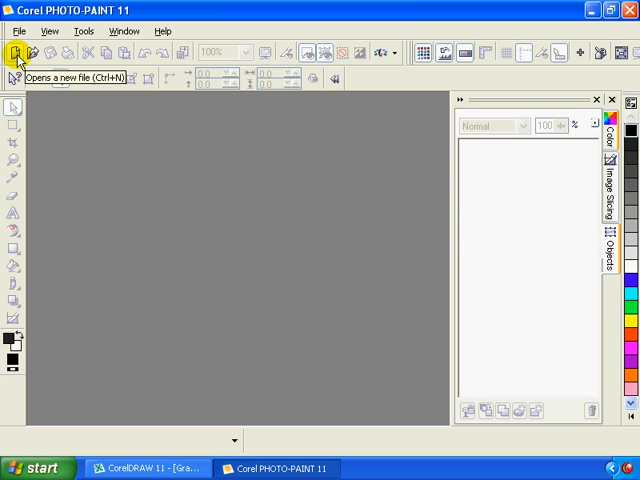 Corel PHOTO-PAINT 11
File View Tools Window Help
100%
Opens a new file (Ctrl+N)
Normal 100 %
Color
Image Slicing
Objects
start CorelDRAW 11 - [Gra... Corel PHOTO-PAINT 11